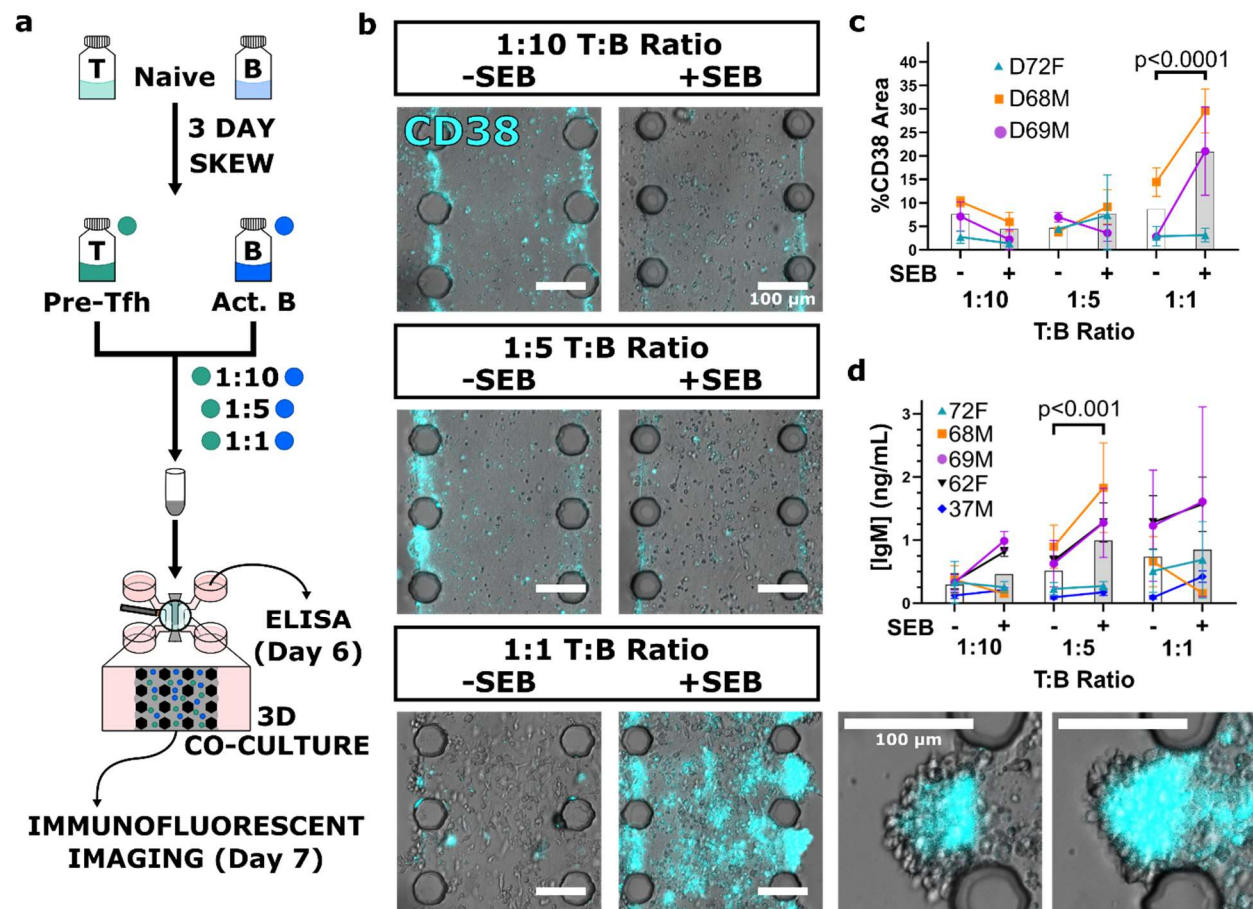 a
T
Naive
B
3 DAY
SKEW
T
B
Pre-Tfh
Act. B
1:10
1:5
1:1
ELISA
(Day 6)
3D
CO-CULTURE
IMMUNOFLUORESCENT
IMAGING (Day 7)
b
1:10 T:B Ratio
-SEB +SEB
CD38
100 µm
1:5 T:B Ratio
-SEB +SEB
1:1 T:B Ratio
-SEB +SEB
100 µm
c
p<0.0001
D72F
D68M
D69M
%CD38 Area
40
35
30
25
20
15
10
5
0
SEB - + - + - +
1:10 1:5 1:1
T:B Ratio
d
p<0.001
72F
68M
69M
62F
37M
[IgM] (ng/mL)
3
2
1
0
SEB - + - + - +
1:10 1:5 1:1
T:B Ratio